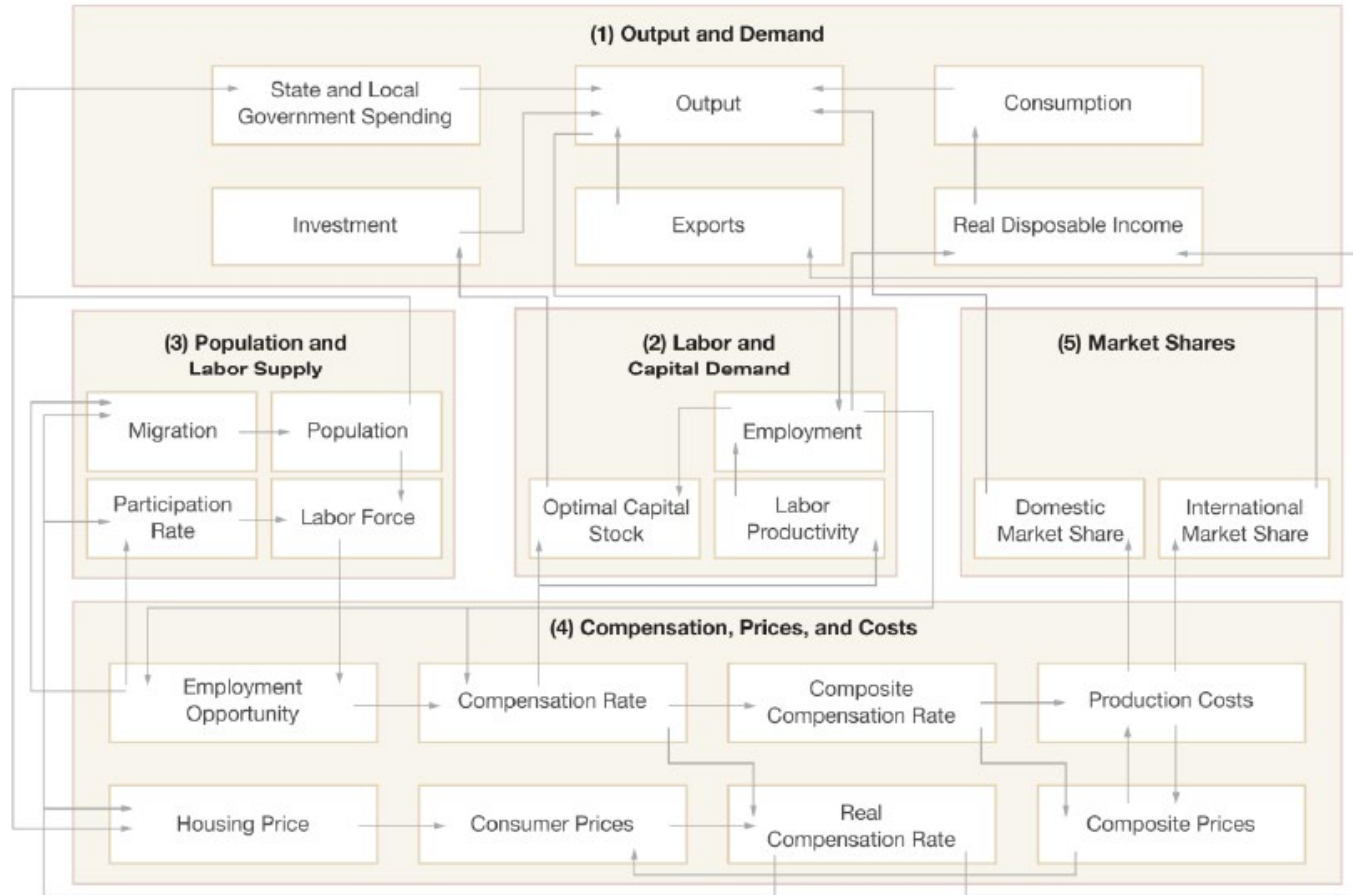 (1) Output and Demand
State and Local
Government Spending
Output
Consumption
Investment
Exports
Real Disposable Income
(3) Population and
Labor Supply
Migration
Population
Participation
Rate
Labor Force
(2) Labor and
Capital Demand
Employment
Optimal Capital
Stock
Labor
Productivity
(5) Market Shares
Domestic
Market Share
International
Market Share
(4) Compensation, Prices, and Costs
Employment
Opportunity
Compensation Rate
Composite
Compensation Rate
Production Costs
Housing Price
Consumer Prices
Real
Compensation Rate
Composite Prices